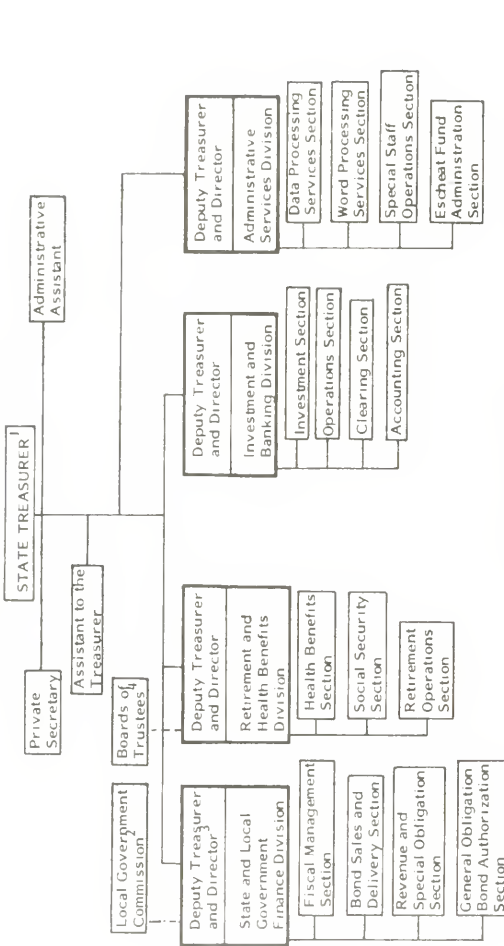 STATE TREASURER¹
Private
Secretary
Administrative
Assistant
Assistant to the
Treasurer
Local Government
Commission²
Boards of
Trustees⁴
Deputy Treasurer
and Director³
State and Local
Government
Finance Division
Fiscal Management
Section
Bond Sales and
Delivery Section
Revenue and
Special Obligation
Section
General Obligation
Bond Authorization
Section
Deputy Treasurer
and Director
Retirement and
Health Benefits
Division
Health Benefits
Section
Social Security
Section
Retirement
Operations
Section
Deputy Treasurer
and Director
Investment and
Banking Division
Investment Section
Operations Section
Clearing Section
Accounting Section
Deputy Treasurer
and Director
Administrative
Services Division
Data Processing
Services Section
Word Processing
Services Section
Special Staff
Operations Section
Escheat Fund
Administration
Section